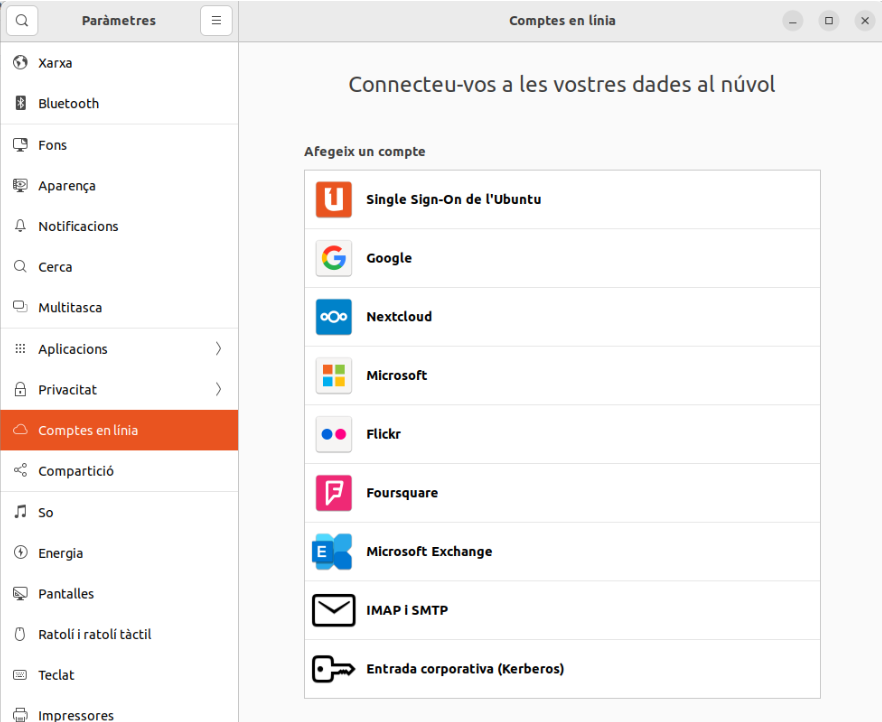 Paràmetres
Comptes en línia
Xarxa
Bluetooth
Fons
Aparença
Notificacions
Cerca
Multitasca
Aplicacions
Privacitat
Comptes en línia
Compartició
So
Energia
Pantalles
Ratolí i ratolí tàctil
Teclat
Impressores
Connecteu-vos a les vostres dades al núvol
Afegeix un compte
Single Sign-On de l'Ubuntu
Google
Nextcloud
Microsoft
Flickr
Foursquare
Microsoft Exchange
IMAP i SMTP
Entrada corporativa (Kerberos)